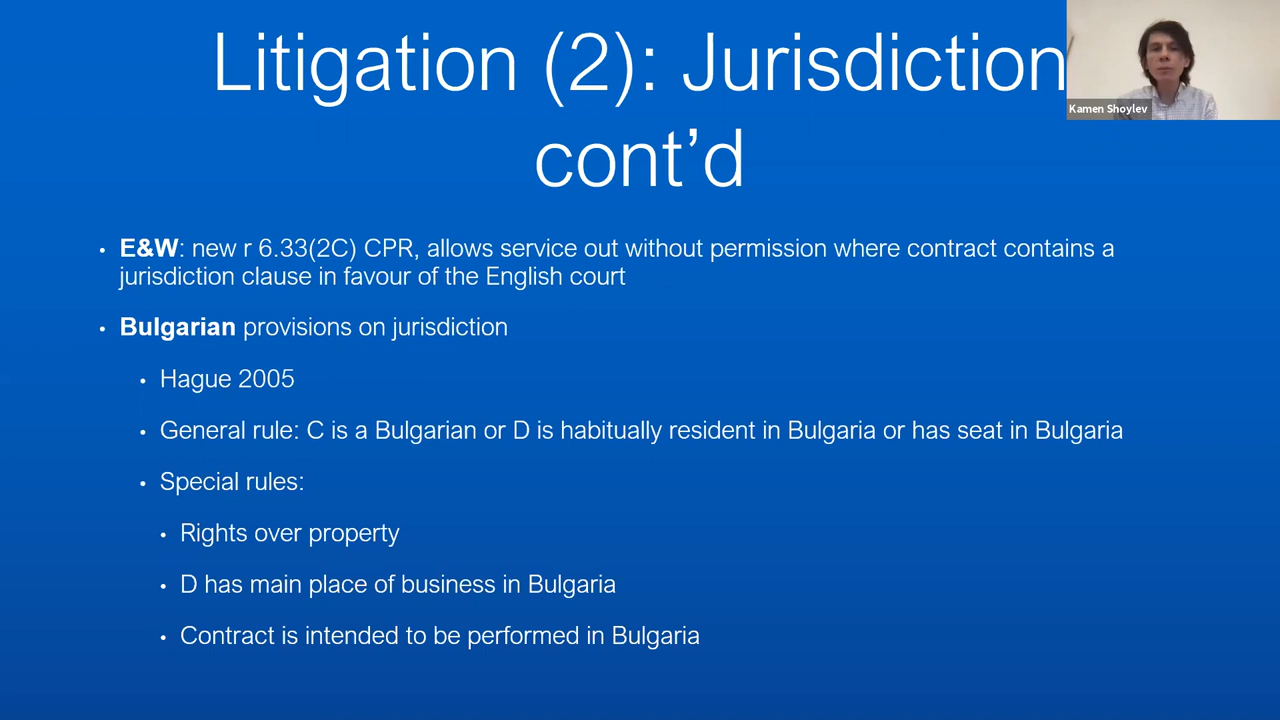 Litigation (2): Jurisdiction
cont’d
Kamen Shoylev
• E&W: new r 6.33(2C) CPR, allows service out without permission where contract contains a
jurisdiction clause in favour of the English court
• Bulgarian provisions on jurisdiction
• Hague 2005
• General rule: C is a Bulgarian or D is habitually resident in Bulgaria or has seat in Bulgaria
• Special rules:
• Rights over property
• D has main place of business in Bulgaria
• Contract is intended to be performed in Bulgaria